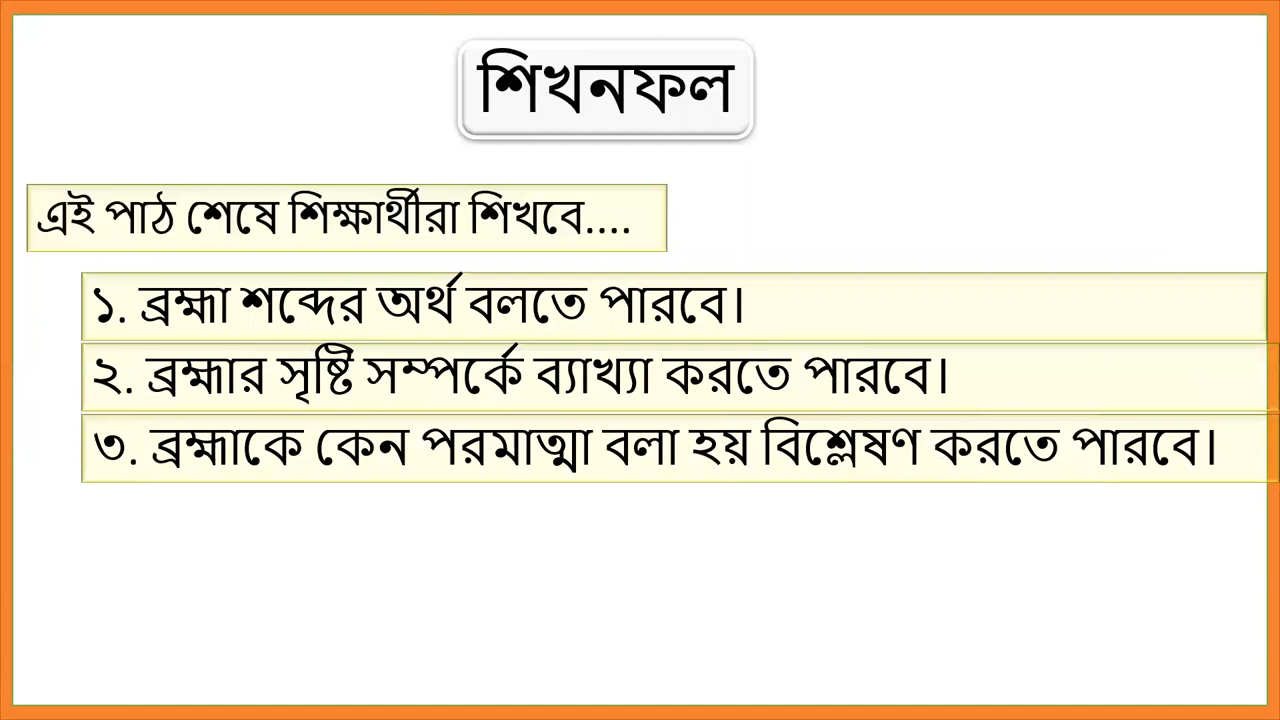 শিখনফল
এই পাঠ শেষে শিক্ষার্থীরা শিখবে....
১. ব্রহ্মা শব্দের অর্থ বলতে পারবে।
২. ব্রহ্মার সৃষ্টি সম্পর্কে ব্যাখ্যা করতে পারবে।
৩. ব্রহ্মাকে কেন পরমাত্মা বলা হয় বিশ্লেষণ করতে পারবে।